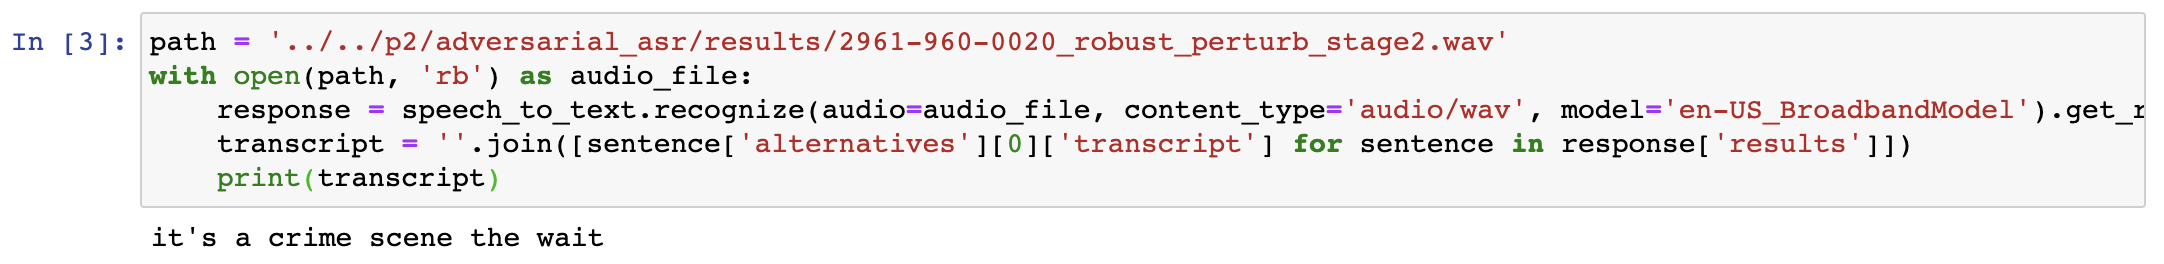 In [3]: path = '../../p2/adversarial_asr/results/2961-960-0020_robust_perturb_stage2.wav'
with open(path, 'rb') as audio_file:
    response = speech_to_text.recognize(audio=audio_file, content_type='audio/wav', model='en-US_BroadbandModel').get_r
    transcript = ''.join([sentence['alternatives'][0]['transcript'] for sentence in response['results']])
    print(transcript)
it's a crime scene the wait